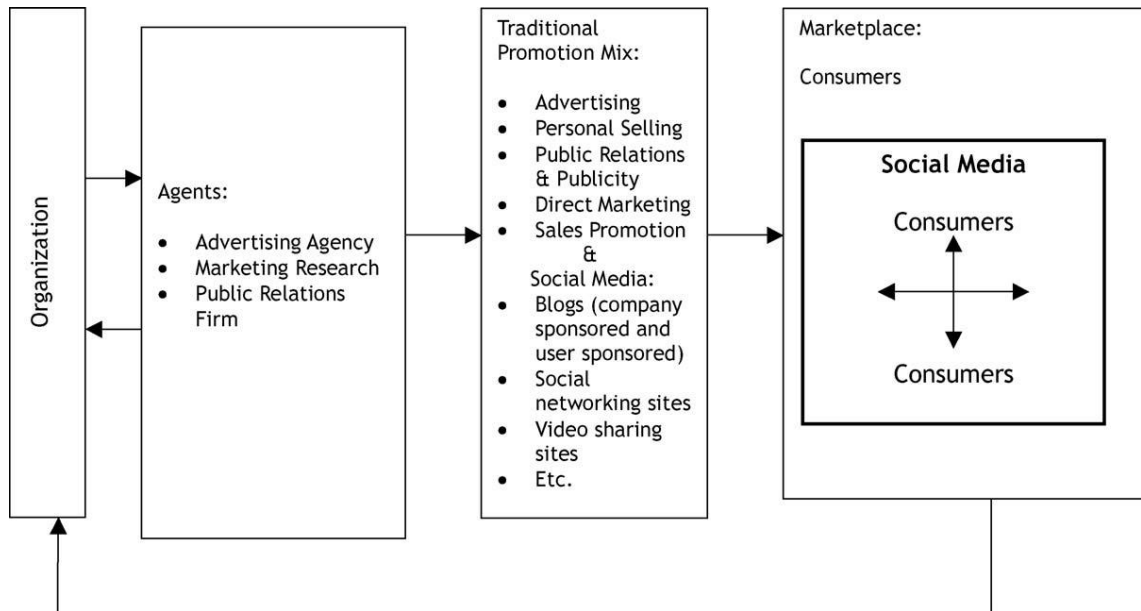 Organization
Agents:
● Advertising Agency
● Marketing Research
● Public Relations
Firm
Traditional
Promotion Mix:
● Advertising
● Personal Selling
● Public Relations
& Publicity
● Direct Marketing
● Sales Promotion
&
Social Media:
● Blogs (company
sponsored and
user sponsored)
● Social
networking sites
● Video sharing
sites
● Etc.
Marketplace:
Consumers
Social Media
Consumers
Consumers